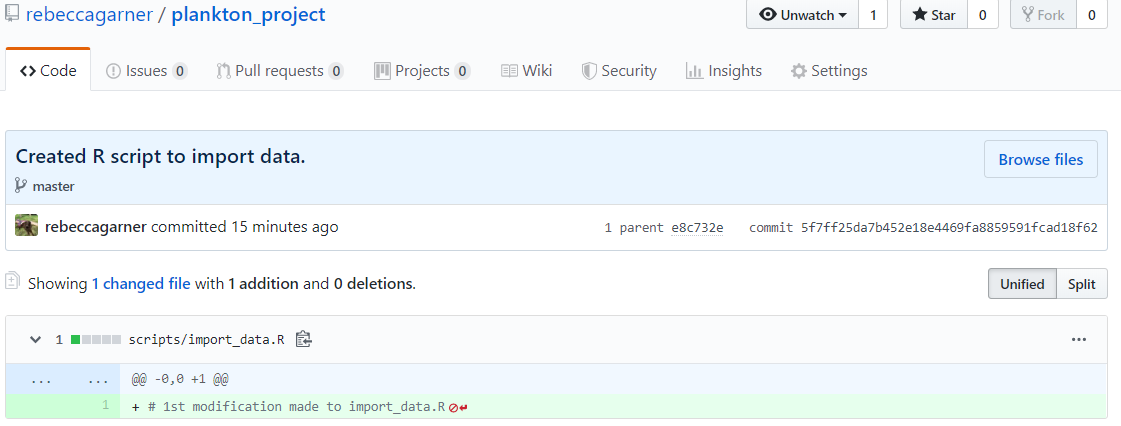 rebeccagarner / plankton_project
Unwatch 1 Star 0 Fork 0
Code Issues 0 Pull requests 0 Projects 0 Wiki Security Insights Settings
Created R script to import data.
Browse files
master
rebeccagarner committed 15 minutes ago 1 parent e8c732e commit 5f7ff25da7b452e18e4469fa8859591fcad18f62
Showing 1 changed file with 1 addition and 0 deletions.
Unified Split
1 scripts/import_data.R ...
... ... @@ -0,0 +1 @@
1 + # 1st modification made to import_data.R